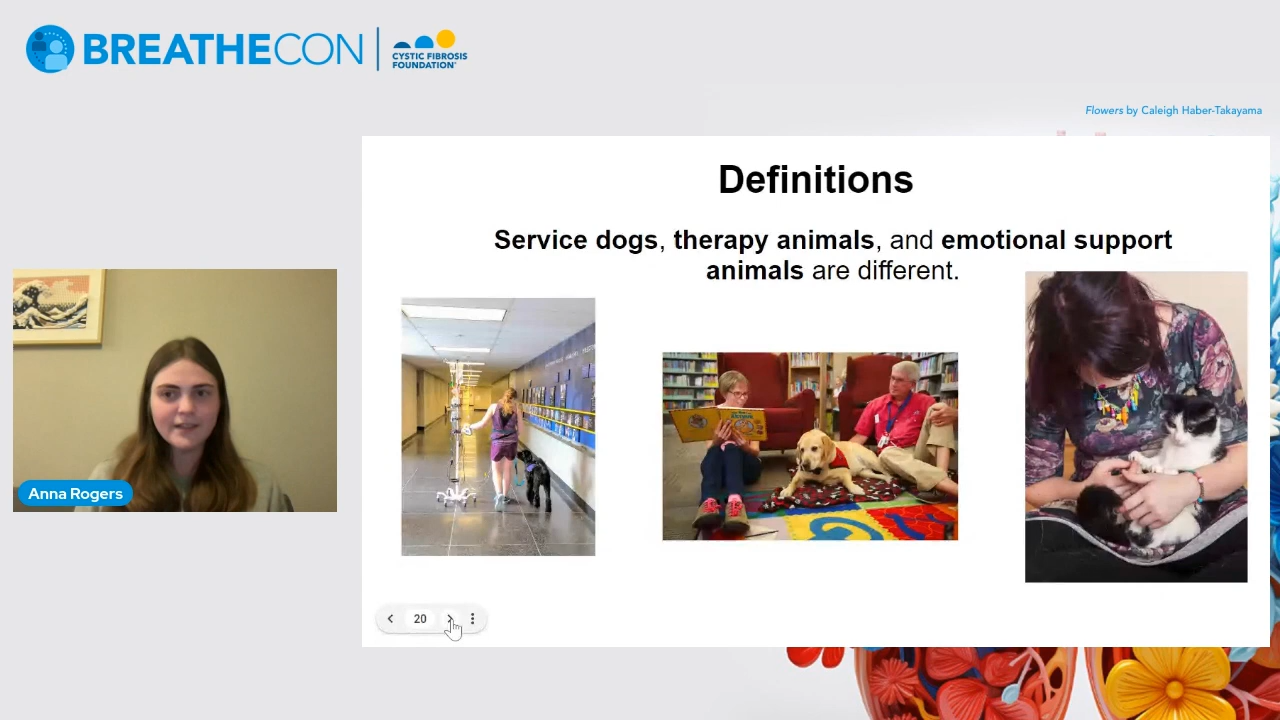 BREATHECON
CYSTIC FIBROSIS
FOUNDATION
Flowers by Caleigh Haber-Takayama
Definitions
Service dogs, therapy animals, and emotional support
animals are different.
Anna Rogers
20